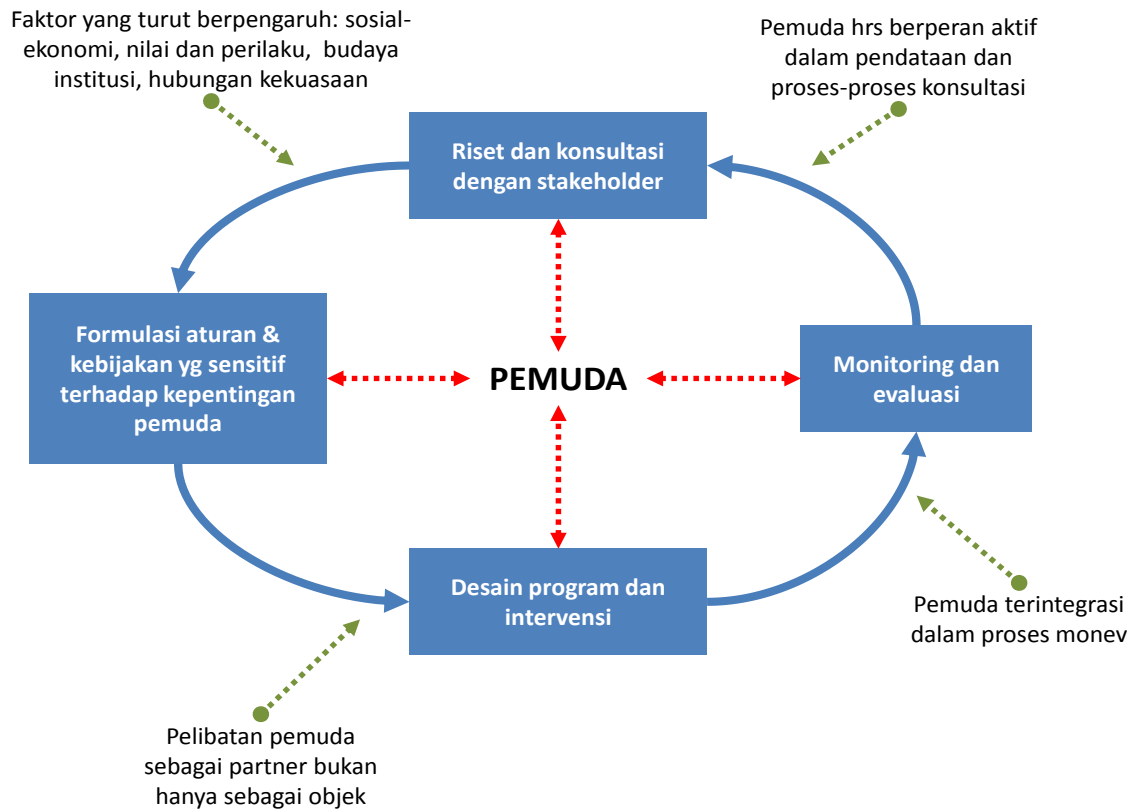 Faktor yang turut berpengaruh: sosial-
ekonomi, nilai dan perilaku, budaya
institusi, hubungan kekuasaan
Pemuda hrs berperan aktif
dalam pendataan dan
proses-proses konsultasi
Riset dan konsultasi
dengan stakeholder
Formulasi aturan &
kebijakan yg sensitif
terhadap kepentingan
pemuda
PEMUDA
Monitoring dan
evaluasi
Desain program dan
intervensi
Pemuda terintegrasi
dalam proses monev
Pelibatan pemuda
sebagai partner bukan
hanya sebagai objek